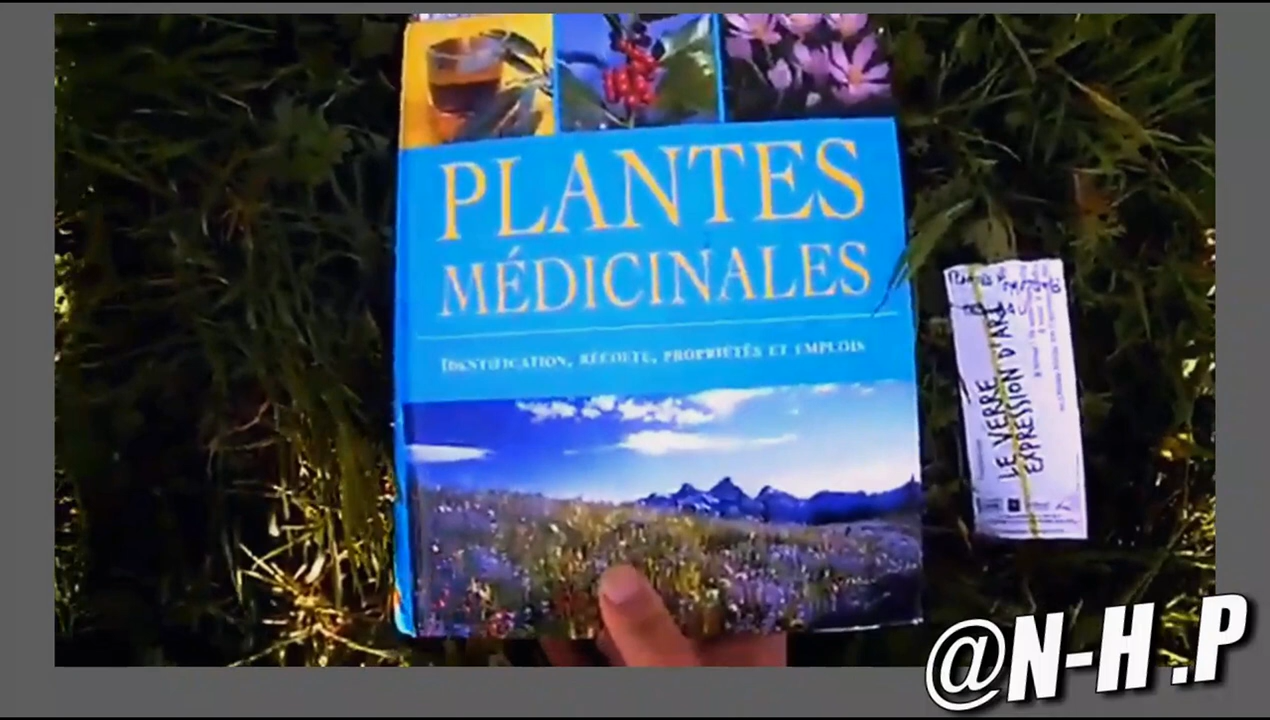 PLANTES
MÉDICINALES
IDENTIFICATION, RÉCOLTE, PROPRIÉTÉS ET EMPLOIS
LE VERRE
EXPRESSION D'ART
@N-H.P